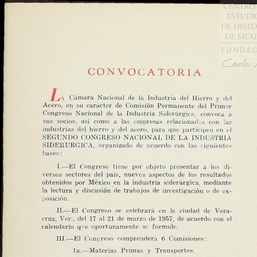 CENTRO
ESTUDI
DE HISTO
DE MÉXI
FUNDAC
CONVOCATORIA
La Cámara Nacional de la Industria del Hierro y del
Acero, en su carácter de Comisión Permanente del Primer
Congreso Nacional de la Industria Siderúrgica, convoca a
sus socios, así como a las empresas relacionadas con las
industrias del hierro y del acero, para que participen en el
SEGUNDO CONGRESO NACIONAL DE LA INDUSTRIA
SIDERURGICA, organizado de acuerdo con las siguientes
bases:
I.—El Congreso tiene por objeto presentar a los di-
versos sectores del país, nuevos aspectos de los resultados
obtenidos por México en la industria siderúrgica, mediante
la lectura y discusión de trabajos de investigación o de ex-
posición.
II.—El Congreso se celebrará en la ciudad de Vera-
cruz, Ver., del 17 al 21 de marzo de 1957, de acuerdo con el
calendario que oportunamente se formule.
III.—El Congreso comprenderá 6 Comisiones:
1a.—Materias Primas y Transportes.